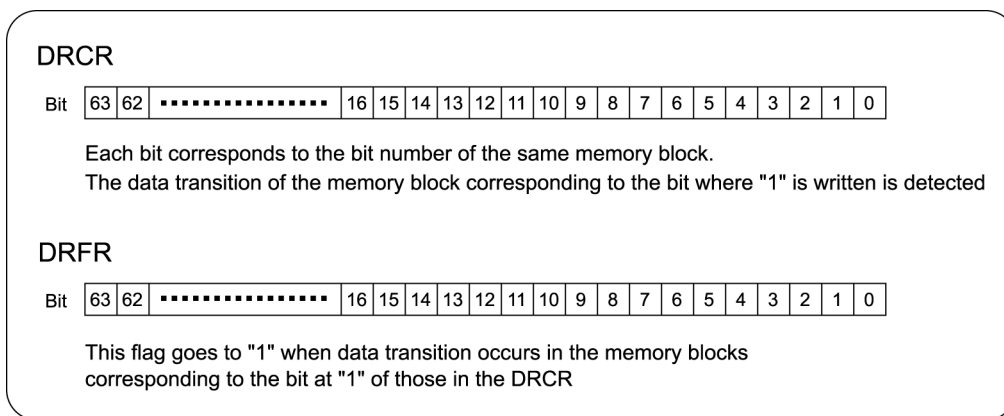 DRCR
Bit 63 62 ▪▪▪▪▪▪▪▪▪▪▪▪▪▪▪▪ 16 15 14 13 12 11 10 9 8 7 6 5 4 3 2 1 0
Each bit corresponds to the bit number of the same memory block.
The data transition of the memory block corresponding to the bit where "1" is written is detected
DRFR
Bit 63 62 ▪▪▪▪▪▪▪▪▪▪▪▪▪▪▪▪ 16 15 14 13 12 11 10 9 8 7 6 5 4 3 2 1 0
This flag goes to "1" when data transition occurs in the memory blocks
corresponding to the bit at "1" of those in the DRCR